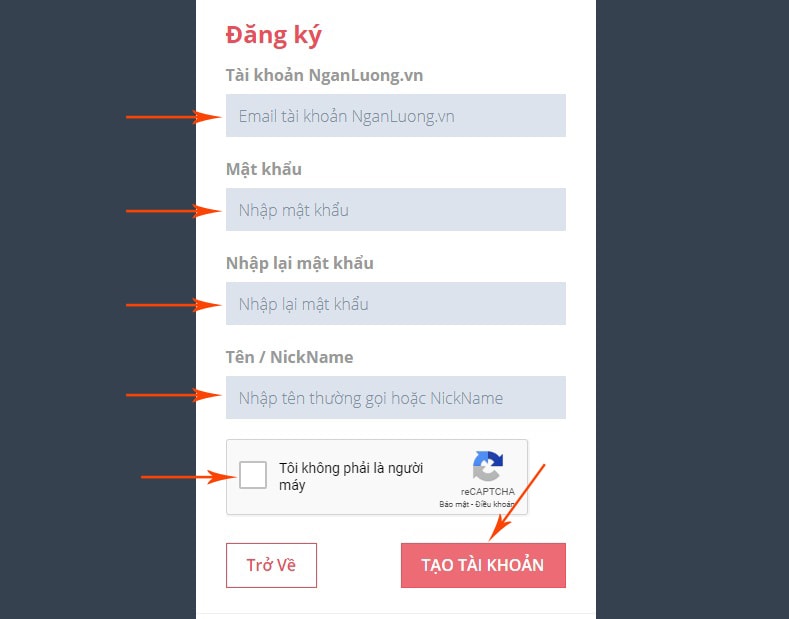 Đăng ký
Tài khoản NganLuong.vn
Email tài khoản NganLuong.vn
Mật khẩu
Nhập mật khẩu
Nhập lại mật khẩu
Nhập lại mật khẩu
Tên / NickName
Nhập tên thường gọi hoặc NickName
Tôi không phải là người
máy
reCAPTCHA
Bảo mật - Điều khoản
Trở Về
TẠO TÀI KHOẢN